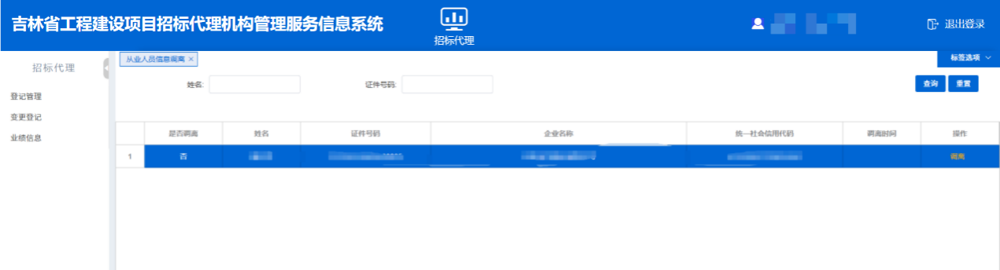 吉林省工程建设项目招标代理机构管理服务信息系统
招标代理
退出登录
招标代理
从业人员信息调离 ×
标签选项
登记管理
变更登记
业绩信息
姓名:
证件号码:
查询 重置
是否调离 姓名 证件号码 企业名称 统一社会信用代码 调离时间 操作
1 否 调离